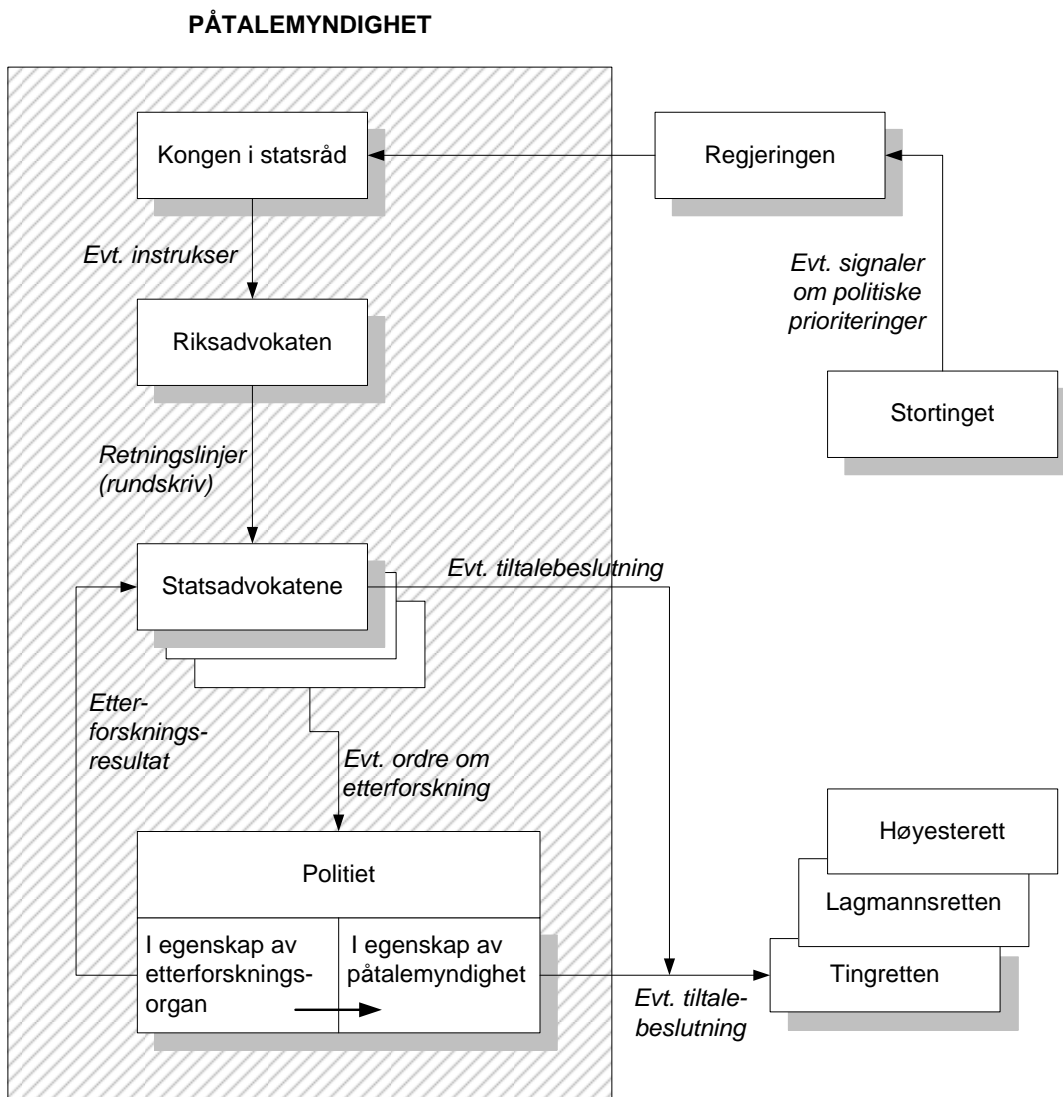 PÅTALEMYNDIGHET
Kongen i statsråd
Regjeringen
Evt. instrukser
Evt. signaler
om politiske
prioriteringer
Riksadvokaten
Stortinget
Retningslinjer
(rundskriv)
Statsadvokatene
Evt. tiltalebeslutning
Etter-
forsknings-
resultat
Evt. ordre om
etterforskning
Politiet
I egenskap av
etterforsknings-
organ
I egenskap av
påtalemyndighet
Evt. tiltale-
beslutning
Høyesterett
Lagmannsretten
Tingretten